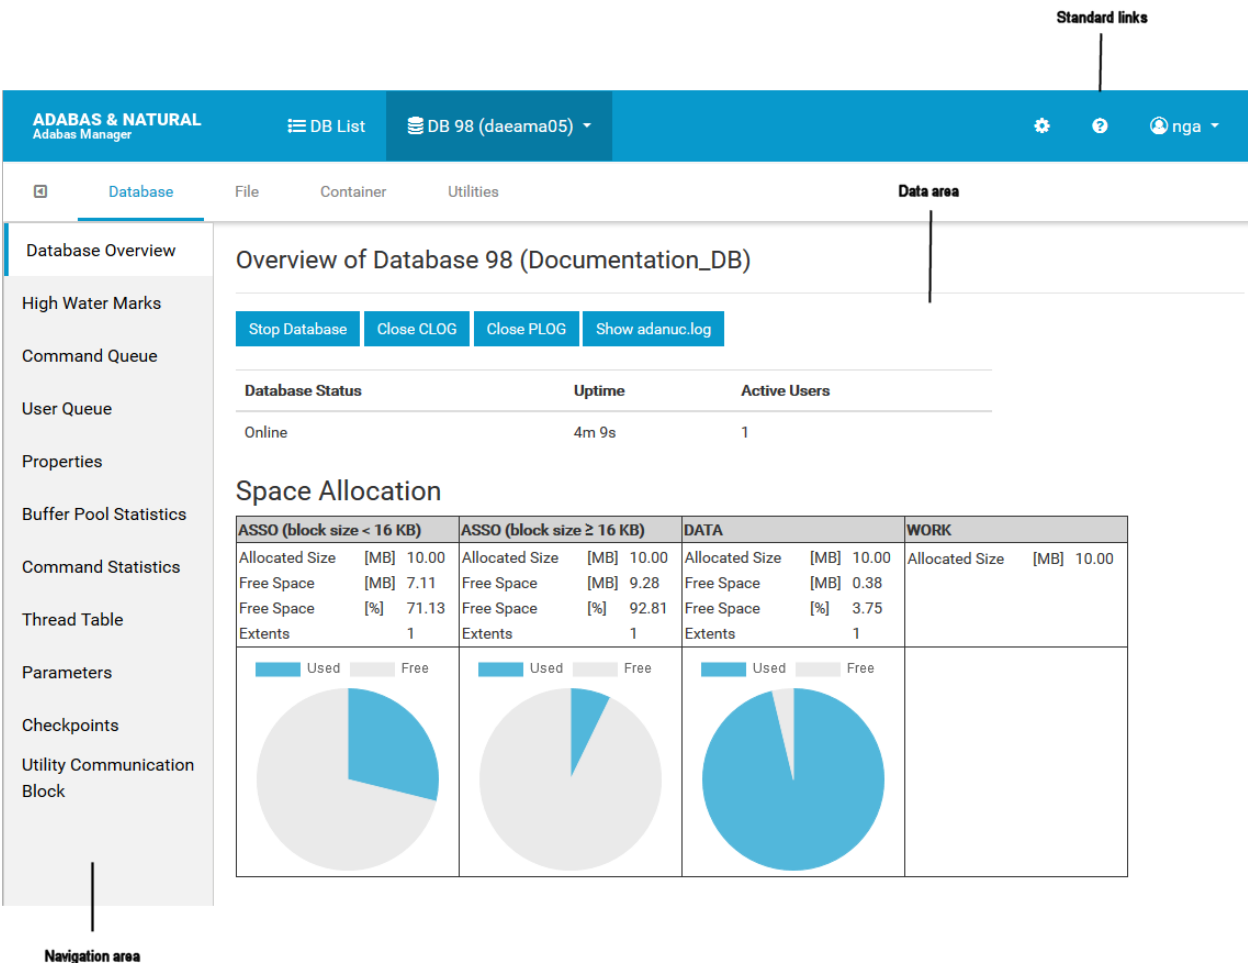 Standard links
ADABAS & NATURAL
Adabas Manager
DB List
DB 98 (daeama05)
nga
Database
File
Container
Utilities
Data area
Database Overview
High Water Marks
Command Queue
User Queue
Properties
Buffer Pool Statistics
Command Statistics
Thread Table
Parameters
Checkpoints
Utility Communication
Block
Overview of Database 98 (Documentation_DB)
Stop Database Close CLOG Close PLOG Show adanuc.log
Database Status Uptime Active Users
Online 4m 9s 1
Space Allocation
ASSO (block size < 16 KB) ASSO (block size ≥ 16 KB) DATA WORK
Allocated Size [MB] 10.00 Allocated Size [MB] 10.00 Allocated Size [MB] 10.00 Allocated Size [MB] 10.00
Free Space [MB] 7.11 Free Space [MB] 9.28 Free Space [MB] 0.38
Free Space [%] 71.13 Free Space [%] 92.81 Free Space [%] 3.75
Extents 1 Extents 1 Extents 1
Used Free Used Free Used Free
Navigation area